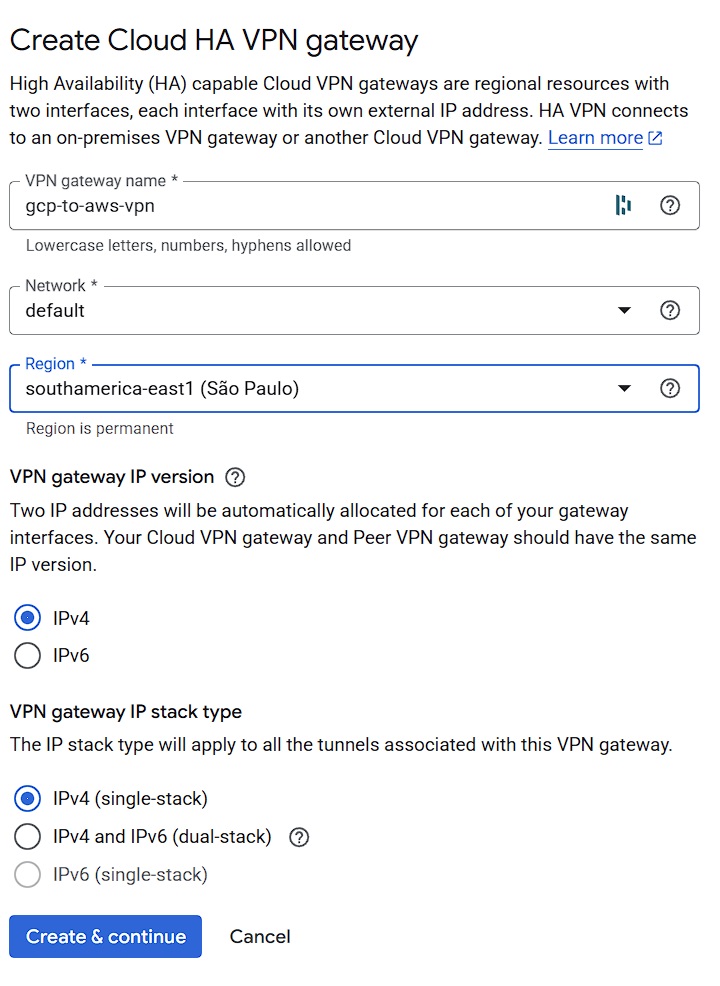 Create Cloud HA VPN gateway
High Availability (HA) capable Cloud VPN gateways are regional resources with
two interfaces, each interface with its own external IP address. HA VPN connects
to an on-premises VPN gateway or another Cloud VPN gateway. Learn more
VPN gateway name *
gcp-to-aws-vpn
Lowercase letters, numbers, hyphens allowed
Network *
default
Region *
southamerica-east1 (São Paulo)
Region is permanent
VPN gateway IP version
Two IP addresses will be automatically allocated for each of your gateway
interfaces. Your Cloud VPN gateway and Peer VPN gateway should have the same
IP version.
IPv4
IPv6
VPN gateway IP stack type
The IP stack type will apply to all the tunnels associated with this VPN gateway.
IPv4 (single-stack)
IPv4 and IPv6 (dual-stack)
IPv6 (single-stack)
Create & continue Cancel